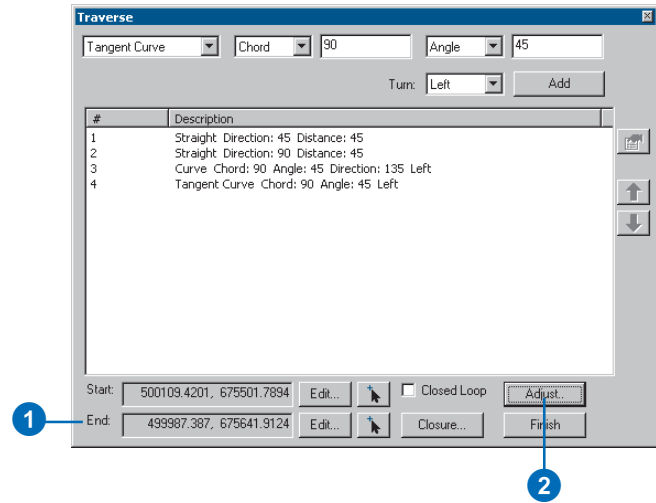 Traverse
Tangent Curve Chord 90 Angle 45
Turn: Left Add
# Description
1 Straight Direction: 45 Distance: 45
2 Straight Direction: 90 Distance: 45
3 Curve Chord: 90 Angle: 45 Direction: 135 Left
4 Tangent Curve Chord: 90 Angle: 45 Left
Start: 500109.4201, 675501.7894 Edit... Closed Loop Adjust..
1 End: 499987.387, 675641.9124 Edit... Closure... Finish
2